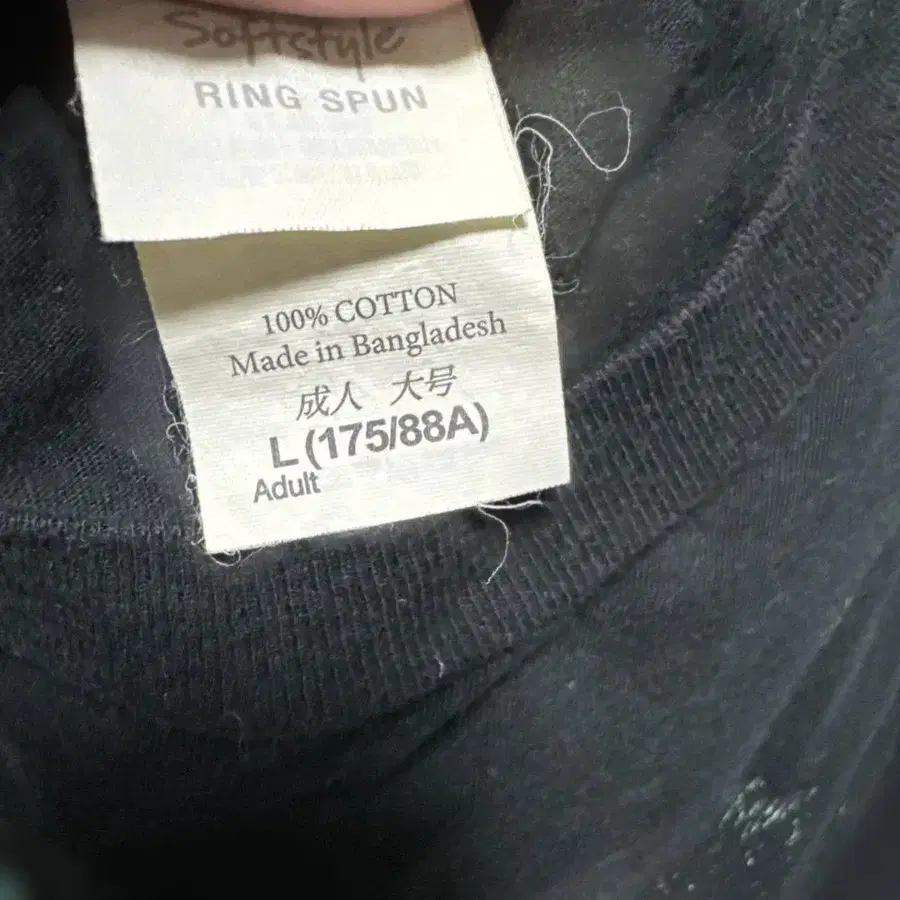 Softstyle
RING SPUN
100% COTTON
Made in Bangladesh
成人 大号
L (175/88A)
Adult